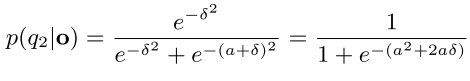 $$p(q_2|\mathbf{o}) = \frac{e^{-\delta^2}}{e^{-\delta^2} + e^{-(a+\delta)^2}} = \frac{1}{1 + e^{-(a^2+2a\delta)}}$$